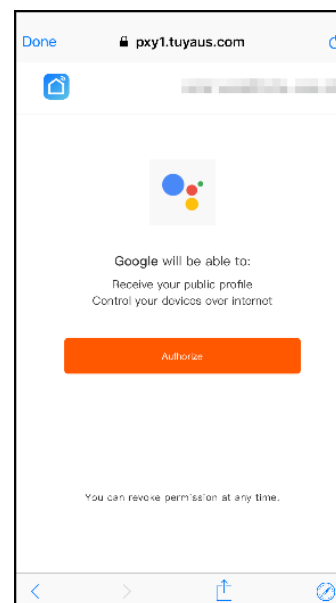 Done pxy1.tuyaus.com
Google will be able to:
Receive your public profile
Control your devices over internet
Authorize
You can revoke permission at any time.